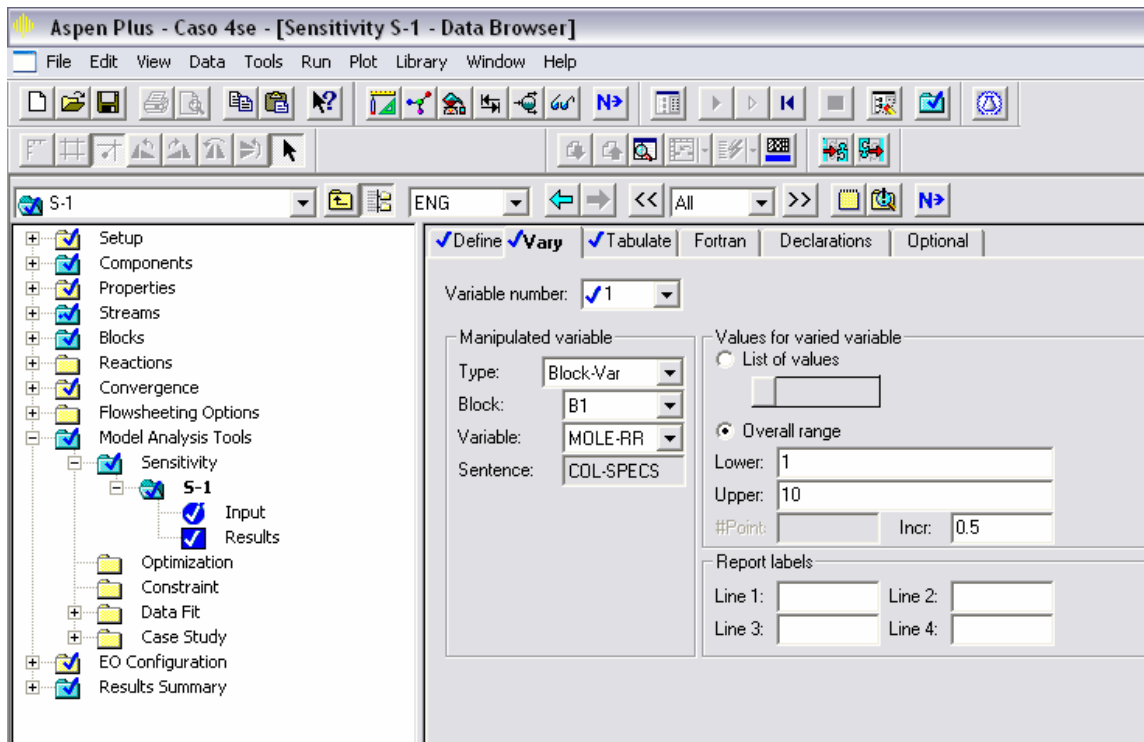 Aspen Plus - Caso 4se - [Sensitivity S-1 - Data Browser]
File Edit View Data Tools Run Plot Library Window Help
N
S-1 ENG << All >> N
Setup
Components
Properties
Streams
Blocks
Reactions
Convergence
Flowsheeting Options
Model Analysis Tools
Sensitivity
S-1
Input
Results
Optimization
Constraint
Data Fit
Case Study
EO Configuration
Results Summary
Define Vary Tabulate Fortran Declarations Optional
Variable number: 1
Manipulated variable
Type: Block-Var
Block: B1
Variable: MOLE-RR
Sentence: COL-SPECS
Values for varied variable
List of values
Overall range
Lower: 1
Upper: 10
#Point: Incr: 0.5
Report labels
Line 1: Line 2:
Line 3: Line 4: